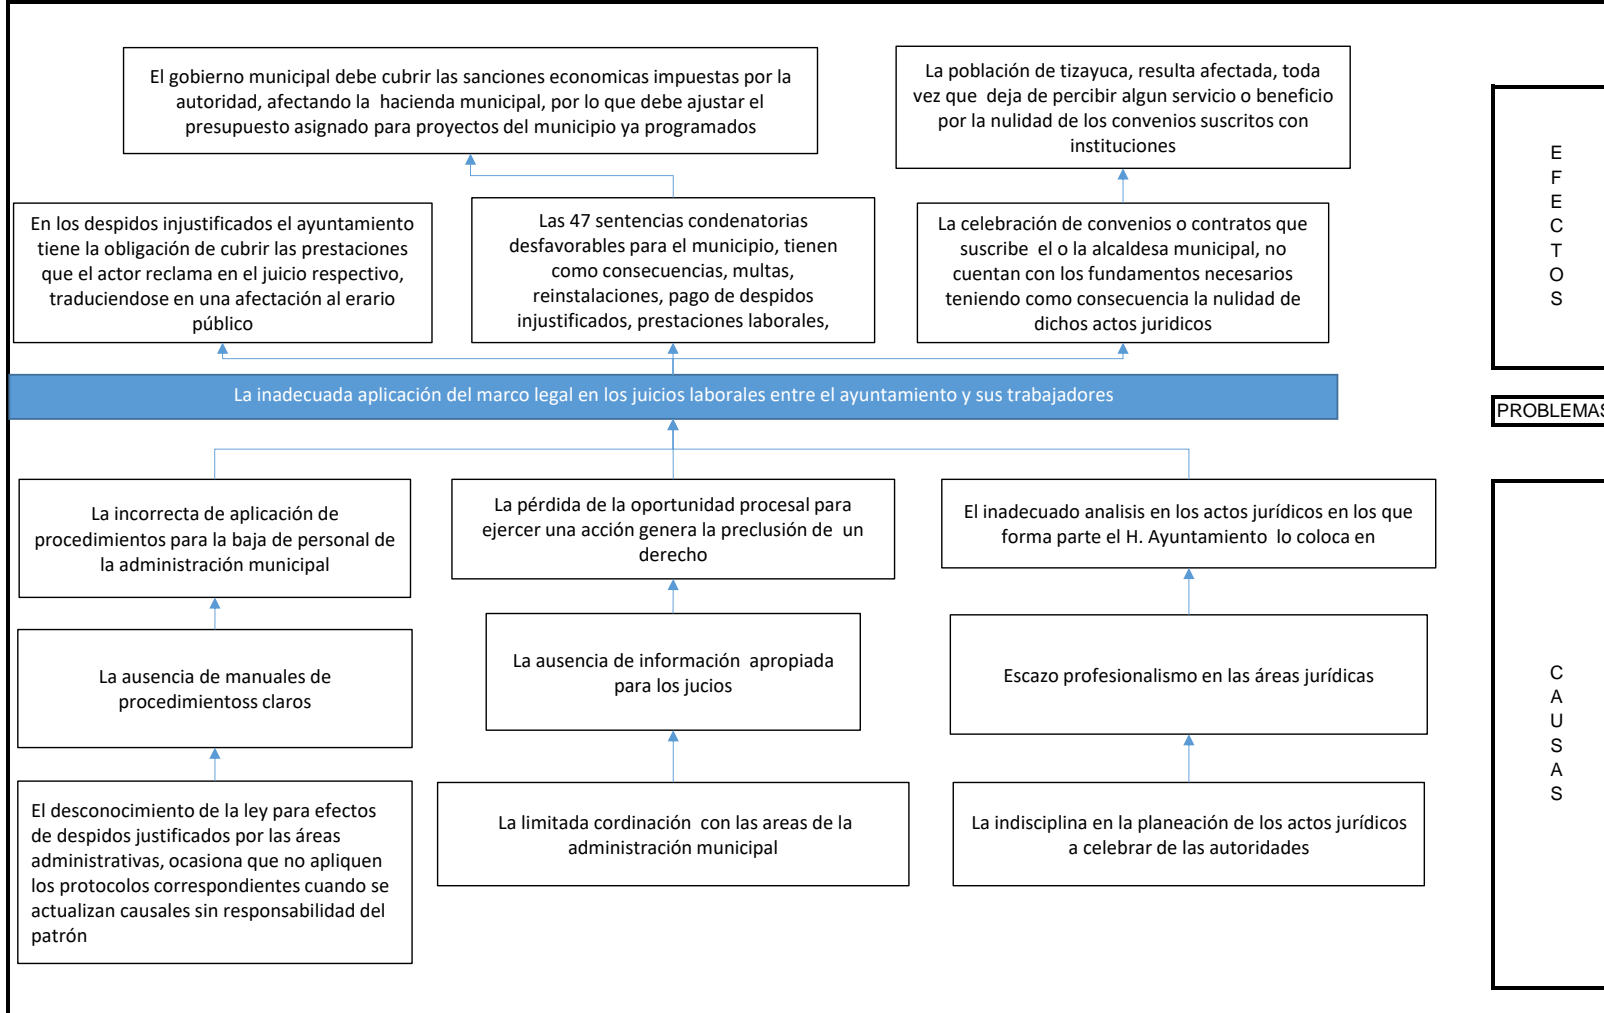 El gobierno municipal debe cubrir las sanciones economicas impuestas por la
autoridad, afectando la hacienda municipal, por lo que debe ajustar el
presupuesto asignado para proyectos del municipio ya programados
La población de tizayuca, resulta afectada, toda
vez que deja de percibir algun servicio o beneficio
por la nulidad de los convenios suscritos con
instituciones
En los despidos injustificados el ayuntamiento
tiene la obligación de cubrir las prestaciones
que el actor reclama en el juicio respectivo,
traduciendose en una afectación al erario
público
Las 47 sentencias condenatorias
desfavorables para el municipio, tienen
como consecuencias, multas,
reinstalaciones, pago de despidos
injustificados, prestaciones laborales,
La celebración de convenios o contratos que
suscribe el o la alcaldesa municipal, no
cuentan con los fundamentos necesarios
teniendo como consecuencia la nulidad de
dichos actos juridicos
E
F
E
C
T
O
S
La inadecuada aplicación del marco legal en los juicios laborales entre el ayuntamiento y sus trabajadores
PROBLEMAS
La incorrecta de aplicación de
procedimientos para la baja de personal de
la administración municipal
La pérdida de la oportunidad procesal para
ejercer una acción genera la preclusión de un
derecho
El inadecuado analisis en los actos jurídicos en los que
forma parte el H. Ayuntamiento lo coloca en
La ausencia de manuales de
procedimientoss claros
La ausencia de información apropiada
para los jucios
Escazo profesionalismo en las áreas jurídicas
El desconocimiento de la ley para efectos
de despidos justificados por las áreas
administrativas, ocasiona que no apliquen
los protocolos correspondientes cuando se
actualizan causales sin responsabilidad del
patrón
La limitada cordinación con las areas de la
administración municipal
La indisciplina en la planeación de los actos jurídicos
a celebrar de las autoridades
C
A
U
S
A
S